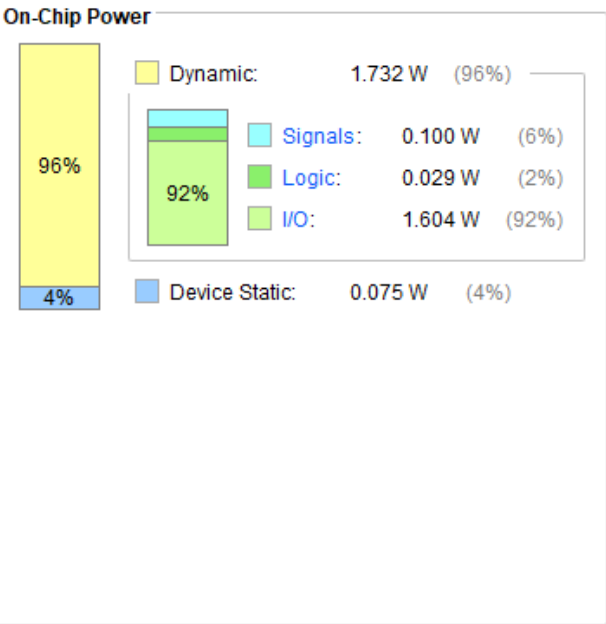 On-Chip Power
Dynamic: 1.732 W (96%)
96%
Signals: 0.100 W (6%)
Logic: 0.029 W (2%)
92%
I/O: 1.604 W (92%)
4%
Device Static: 0.075 W (4%)